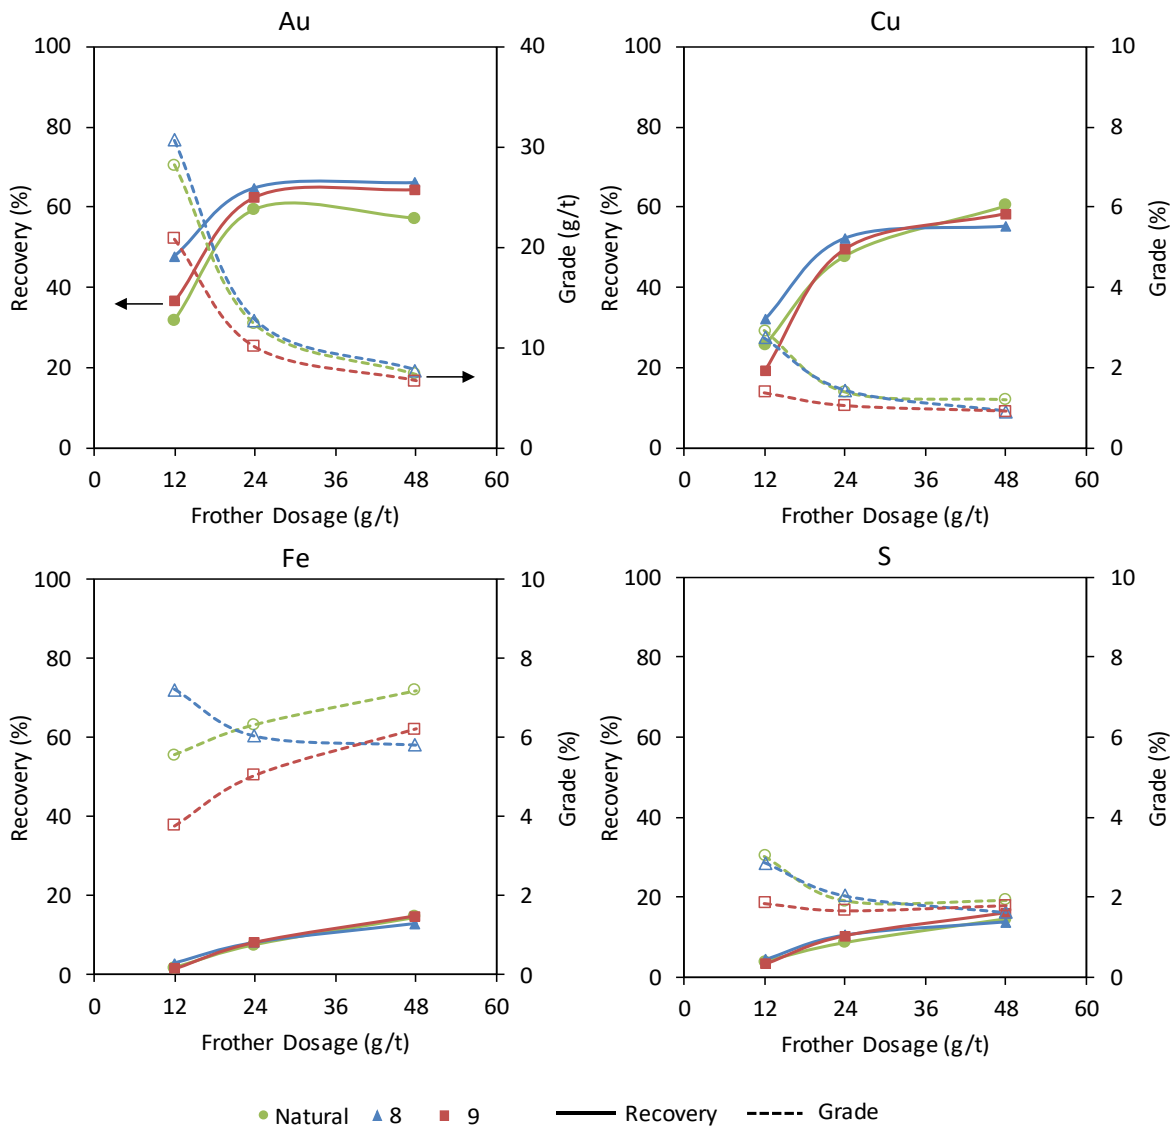 Au
Cu
100
80
60
40
20
0
Recovery (%)
40
30
20
10
0
Grade (g/t)
0 12 24 36 48 60
Frother Dosage (g/t)
100
80
60
40
20
0
Recovery (%)
10
8
6
4
2
0
Grade (%)
0 12 24 36 48 60
Frother Dosage (g/t)
Fe
S
100
80
60
40
20
0
Recovery (%)
10
8
6
4
2
0
Grade (%)
0 12 24 36 48 60
Frother Dosage (g/t)
100
80
60
40
20
0
Recovery (%)
10
8
6
4
2
0
Grade (%)
0 12 24 36 48 60
Frother Dosage (g/t)
Natural 8 9 Recovery Grade